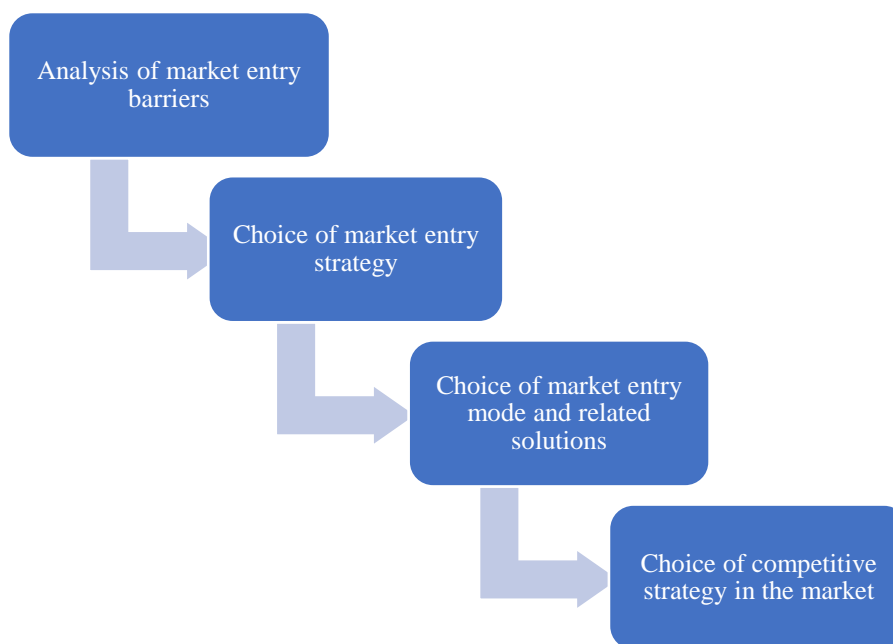 Analysis of market entry
barriers
Choice of market entry
strategy
Choice of market entry
mode and related
solutions
Choice of competitive
strategy in the market